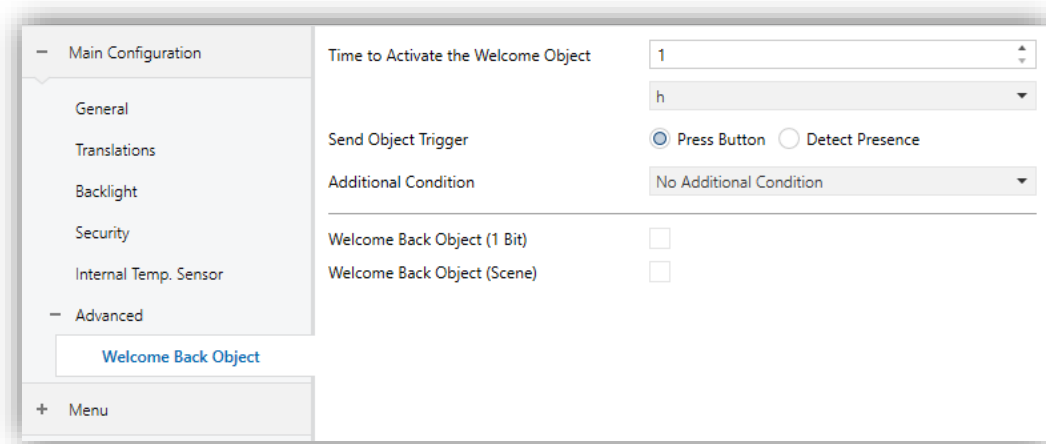 Main Configuration
General
Translations
Backlight
Security
Internal Temp. Sensor
Advanced
Welcome Back Object
Menu
Time to Activate the Welcome Object
1
h
Send Object Trigger
Press Button
Detect Presence
Additional Condition
No Additional Condition
Welcome Back Object (1 Bit)
Welcome Back Object (Scene)